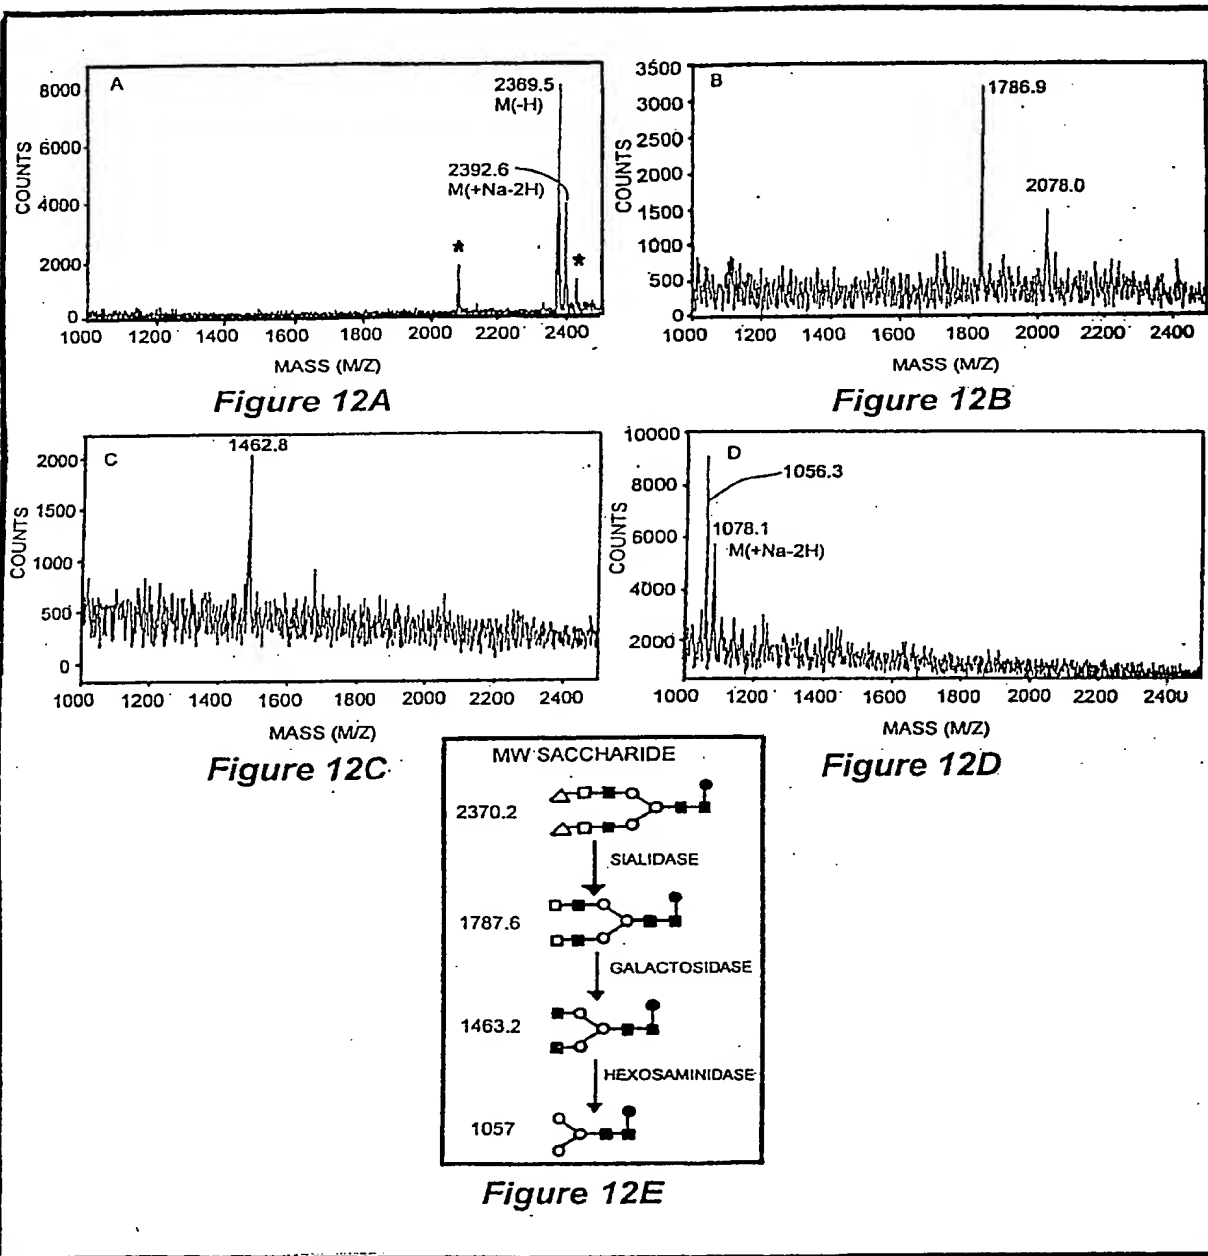 A
8000
6000
4000
2000
0
COUNTS
2369.5
M(-H)
2392.6
M(+Na-2H)
*
*
1000 1200 1400 1600 1800 2000 2200 2400
MASS (M/Z)
Figure 12A
B
3500
3000
2500
2000
1500
1000
500
0
COUNTS
1786.9
2078.0
1000 1200 1400 1600 1800 2000 2200 2400
MASS (M/Z)
Figure 12B
C
2000
1500
1000
500
0
COUNTS
1462.8
1000 1200 1400 1600 1800 2000 2200 2400
MASS (M/Z)
Figure 12C
D
10000
8000
6000
4000
2000
COUNTS
1056.3
1078.1
M(+Na-2H)
1000 1200 1400 1600 1800 2000 2200 2400
MASS (M/Z)
Figure 12D
MW SACCHARIDE
2370.2
SIALIDASE
1787.6
GALACTOSIDASE
1463.2
HEXOSAMINIDASE
1057
Figure 12E